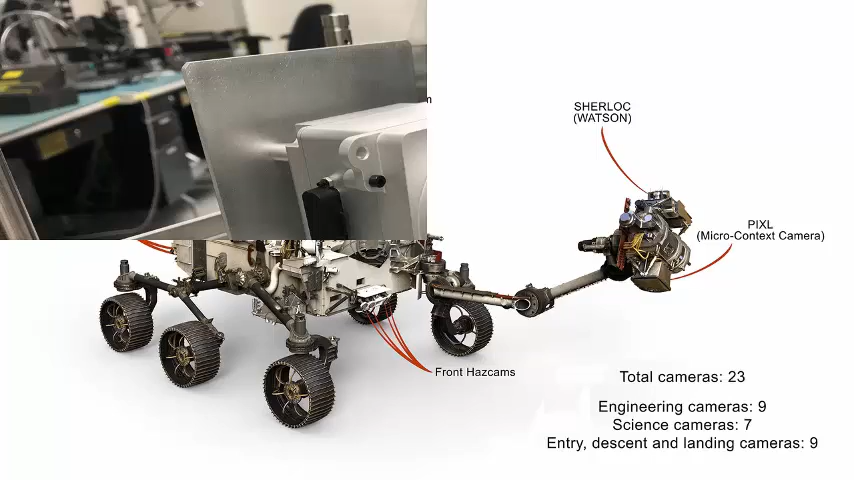 SHERLOC
(WATSON)
PIXL
(Micro-Context Camera)
Front Hazcams
Total cameras: 23
Engineering cameras: 9
Science cameras: 7
Entry, descent and landing cameras: 9